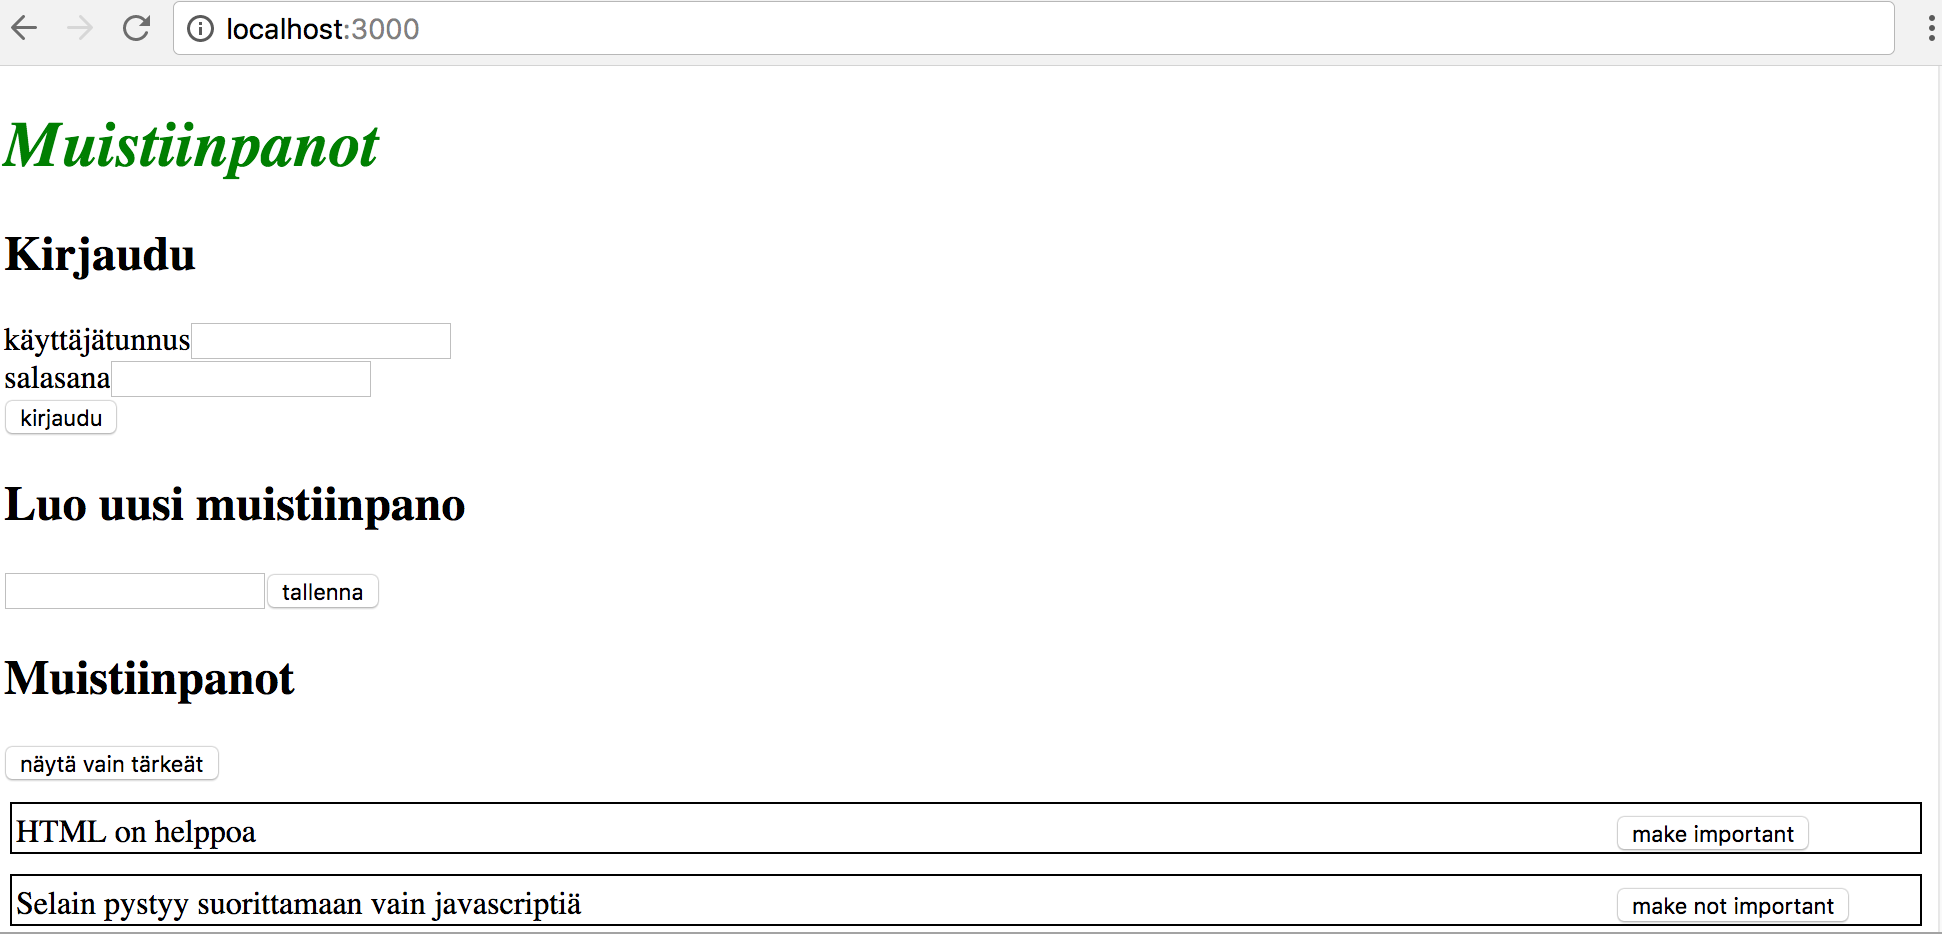 localhost:3000
Muistiinpanot
Kirjaudu
käyttäjätunnus
salasana
kirjaudu
Luo uusi muistiinpano
tallenna
Muistiinpanot
näytä vain tärkeät
HTML on helppoa make important
Selain pystyy suorittamaan vain javascriptiä make not important